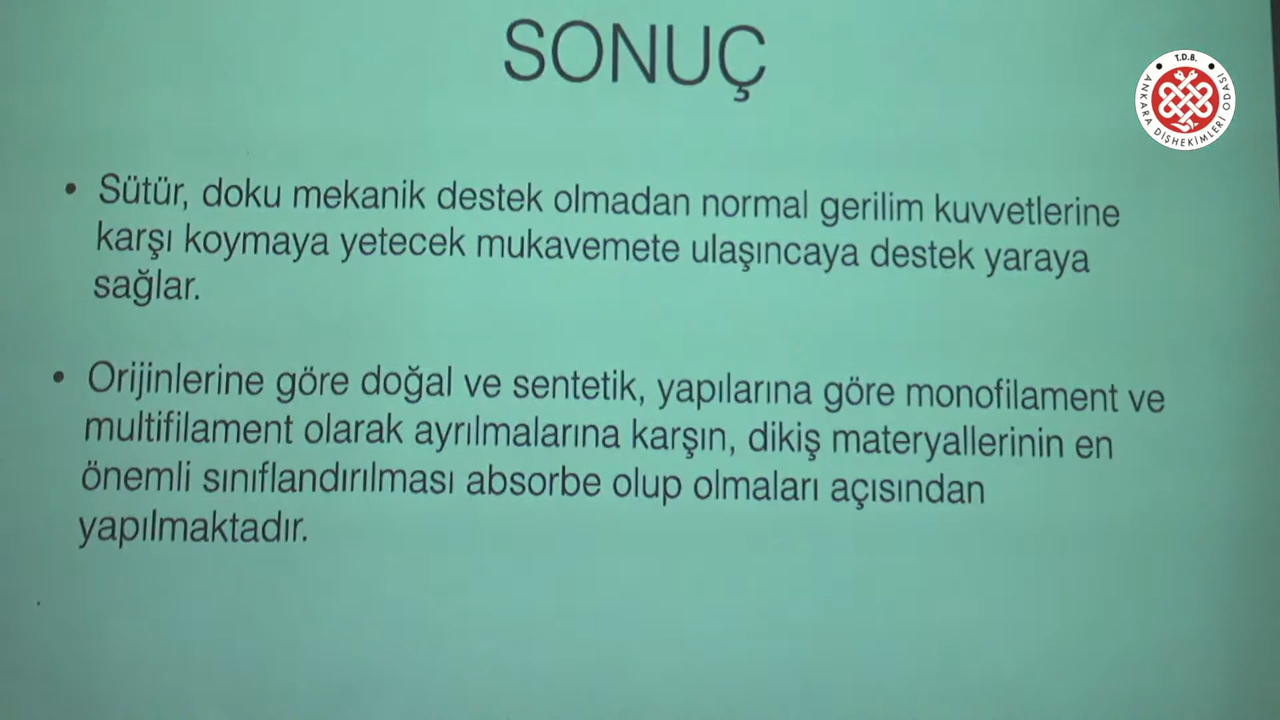 SONUÇ
T.D.B.
ANKARA DİŞHEKİMLERİ ODASI
• Sütür, doku mekanik destek olmadan normal gerilim kuvvetlerine
karşı koymaya yetecek mukavemete ulaşıncaya destek yaraya
sağlar.
• Orijinlerine göre doğal ve sentetik, yapılarına göre monofilament ve
multifilament olarak ayrılmalarına karşın, dikiş materyallerinin en
önemli sınıflandırılması absorbe olup olmaları açısından
yapılmaktadır.